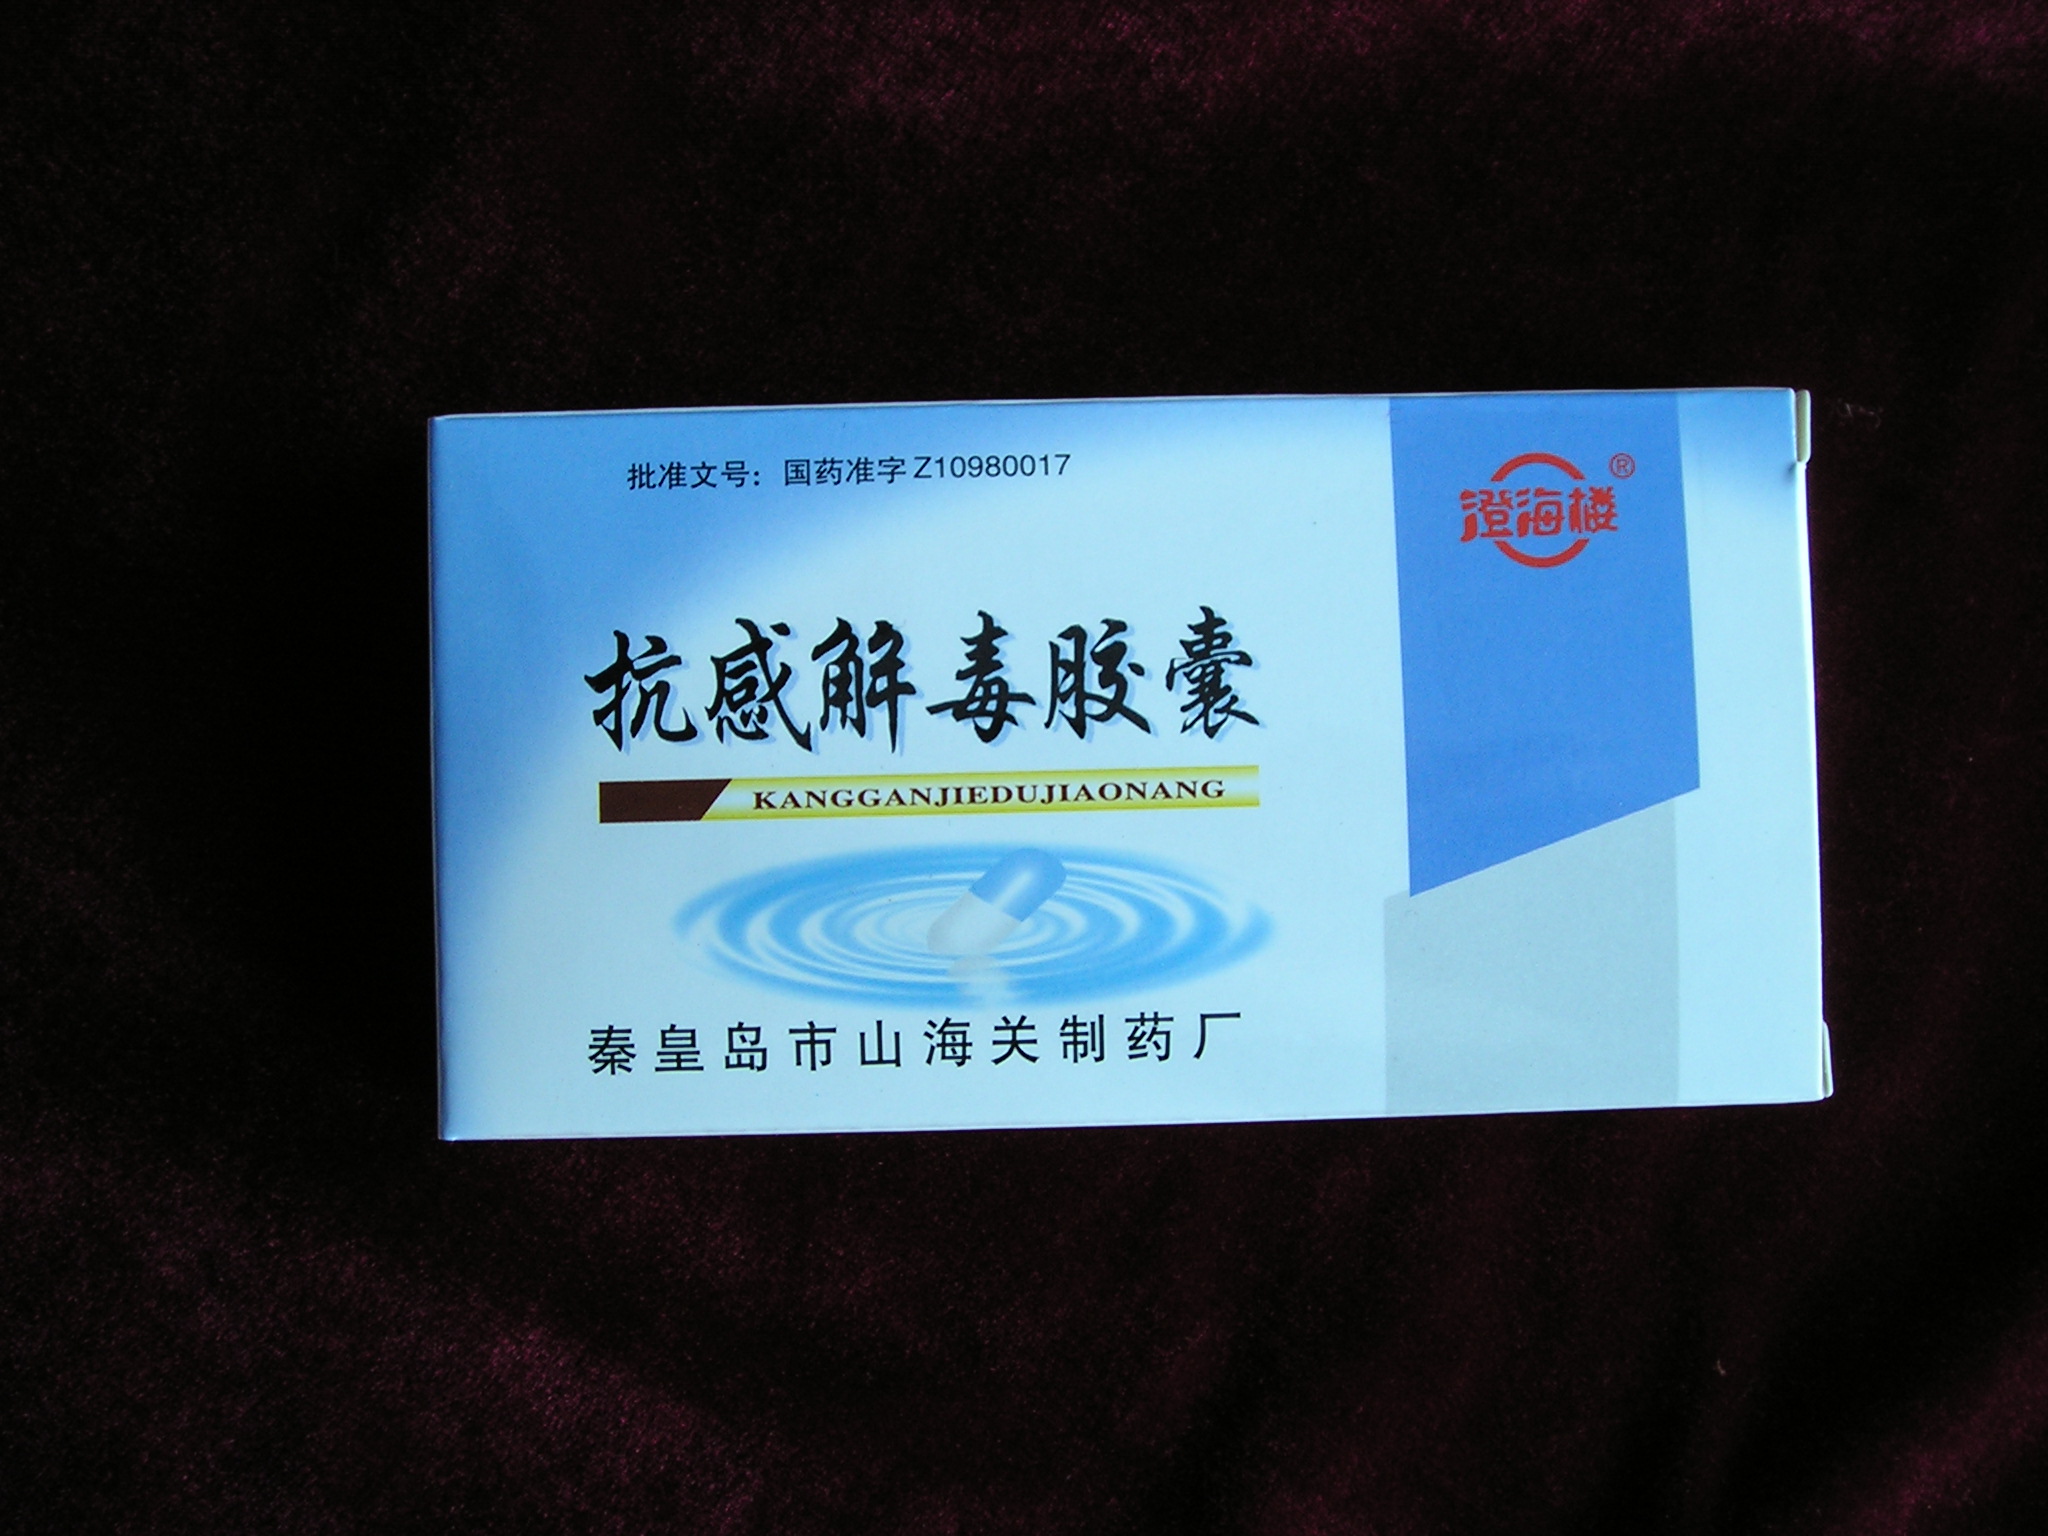 批准文号：国药准字Z10980017
澄海楼®
抗感解毒胶囊
KANGGANJIEDUJIAONANG
秦皇岛市山海关制药厂